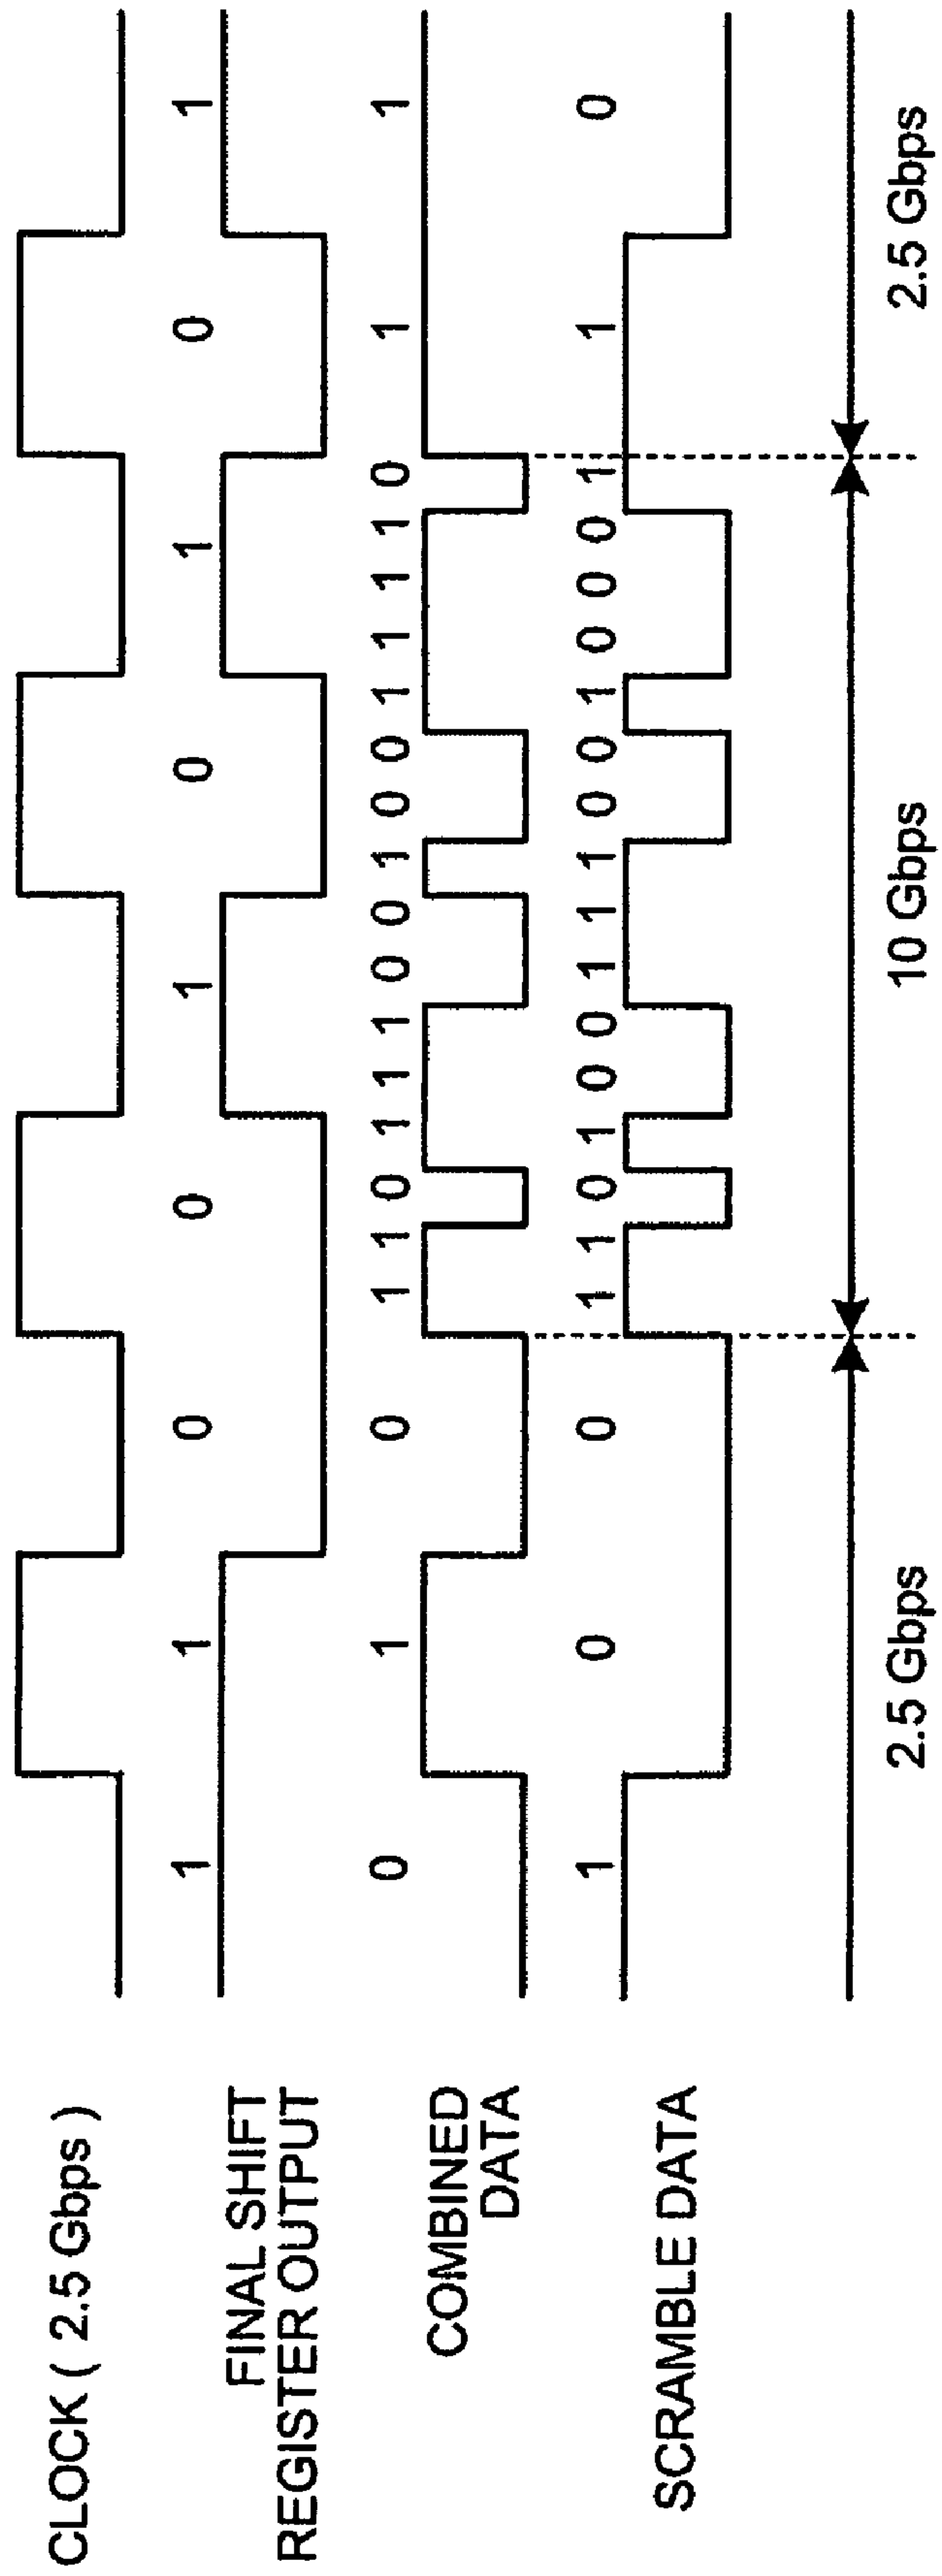 CLOCK ( 2.5 Gbps )
FINAL SHIFT
REGISTER OUTPUT
1 1 0 0 1 0 1 0 1
COMBINED
DATA
0 1 0 1 1 0 1 1 1 0 0 1 0 0 1 1 1 1 0 1 1
SCRAMBLE DATA
1 0 0 1 1 0 1 0 0 1 1 1 0 0 1 0 0 0 1 1 0
2.5 Gbps 10 Gbps 2.5 Gbps